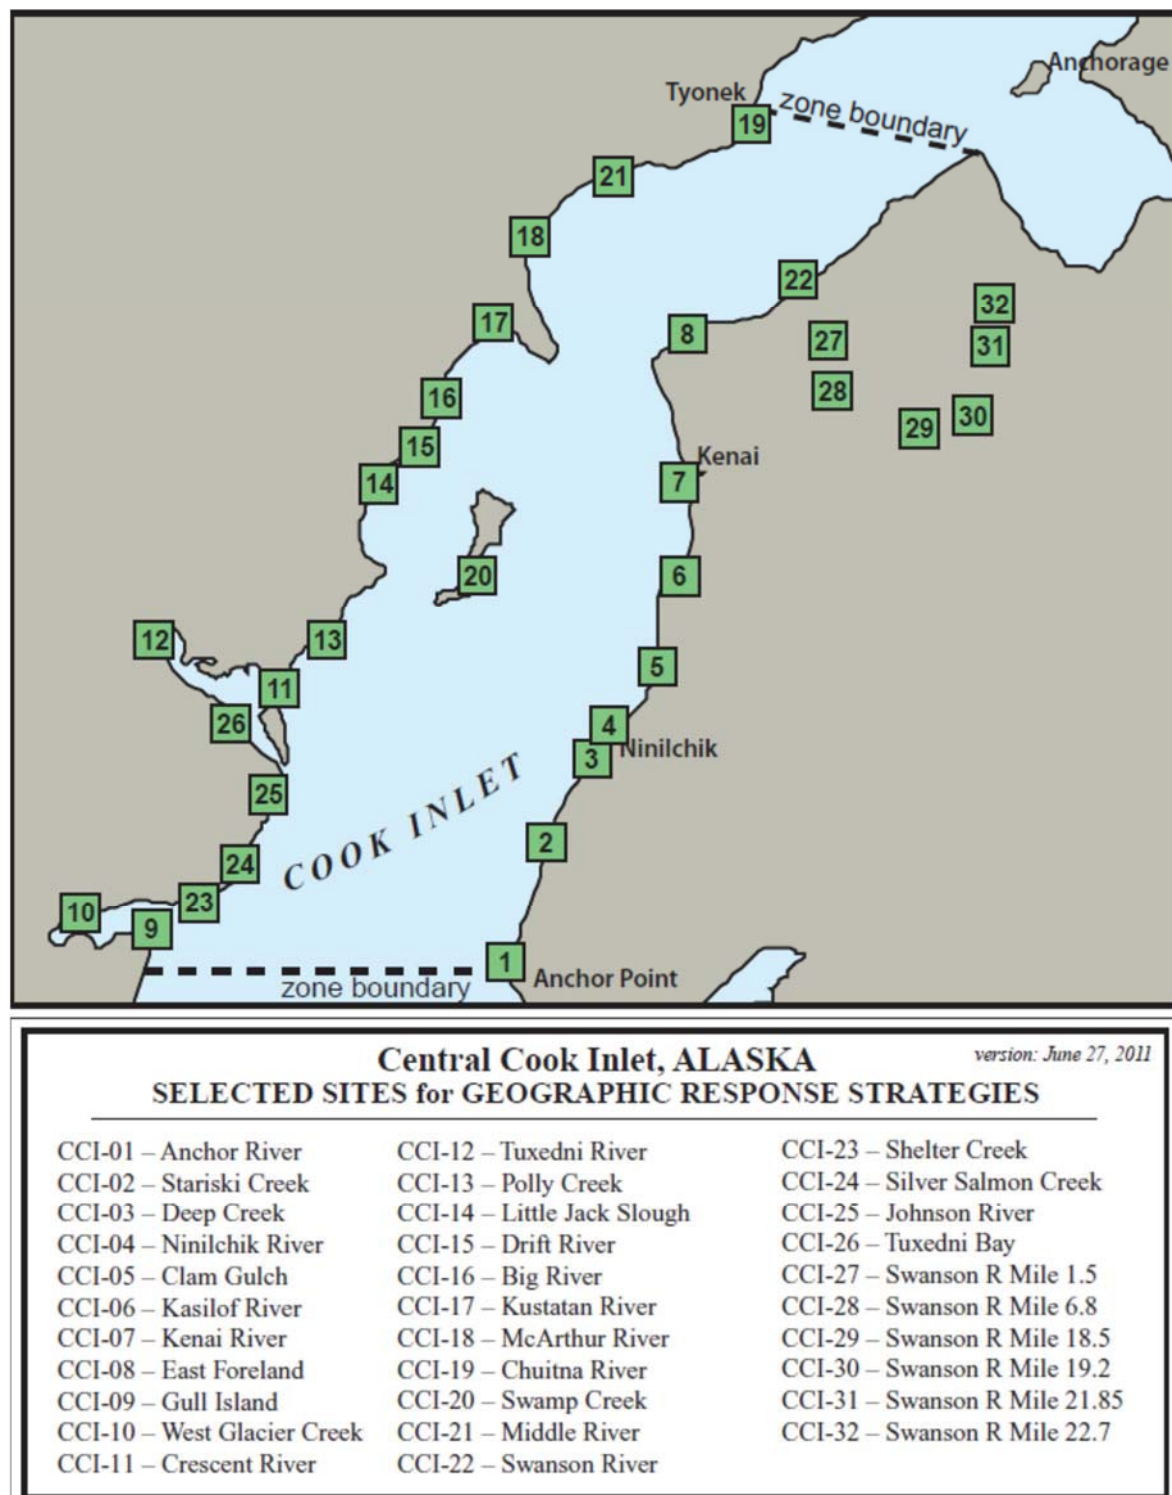 Anchorage
Tyonek
zone boundary
19
21
18
22
32
17
8
27
31
28
16
30
29
15
Kenai
14
7
20
6
12
13
5
11
26
4
Ninilchik
3
25
COOK INLET
2
24
23
10
9
1
Anchor Point
zone boundary
Central Cook Inlet, ALASKA
version: June 27, 2011
SELECTED SITES for GEOGRAPHIC RESPONSE STRATEGIES
CCI-01 – Anchor River
CCI-02 – Stariski Creek
CCI-03 – Deep Creek
CCI-04 – Ninilchik River
CCI-05 – Clam Gulch
CCI-06 – Kasilof River
CCI-07 – Kenai River
CCI-08 – East Foreland
CCI-09 – Gull Island
CCI-10 – West Glacier Creek
CCI-11 – Crescent River
CCI-12 – Tuxedni River
CCI-13 – Polly Creek
CCI-14 – Little Jack Slough
CCI-15 – Drift River
CCI-16 – Big River
CCI-17 – Kustatan River
CCI-18 – McArthur River
CCI-19 – Chuitna River
CCI-20 – Swamp Creek
CCI-21 – Middle River
CCI-22 – Swanson River
CCI-23 – Shelter Creek
CCI-24 – Silver Salmon Creek
CCI-25 – Johnson River
CCI-26 – Tuxedni Bay
CCI-27 – Swanson R Mile 1.5
CCI-28 – Swanson R Mile 6.8
CCI-29 – Swanson R Mile 18.5
CCI-30 – Swanson R Mile 19.2
CCI-31 – Swanson R Mile 21.85
CCI-32 – Swanson R Mile 22.7